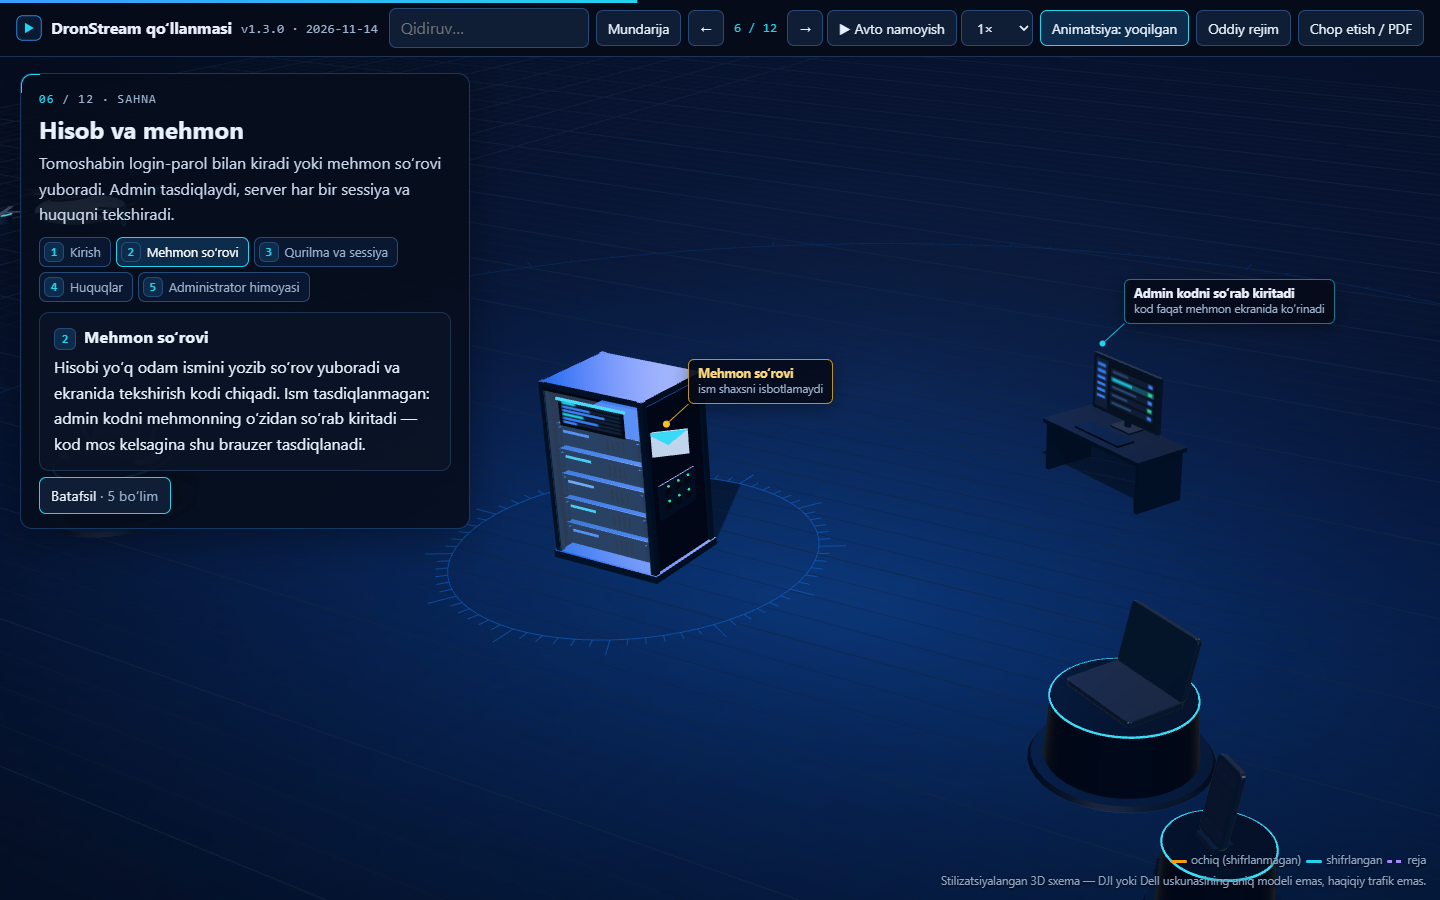 DronStream qo‘llanmasi v1.3.0 · 2026-11-14
Qidiruv...
Mundarija
←
6 / 12
→
▶ Avto namoyish
1×
Animatsiya: yoqilgan
Oddiy rejim
Chop etish / PDF
06 / 12 · SAHNA
Hisob va mehmon
Tomoshabin login-parol bilan kiradi yoki mehmon so‘rovi
yuboradi. Admin tasdiqlaydi, server har bir sessiya va
huquqni tekshiradi.
1 Kirish
2 Mehmon so‘rovi
3 Qurilma va sessiya
4 Huquqlar
5 Administrator himoyasi
2 Mehmon so‘rovi
Hisobi yo‘q odam ismini yozib so‘rov yuboradi va
ekranida tekshirish kodi chiqadi. Ism tasdiqlanmagan:
admin kodni mehmonning o‘zidan so‘rab kiritadi —
kod mos kelsagina shu brauzer tasdiqlanadi.
Batafsil · 5 bo‘lim
Mehmon so‘rovi
ism shaxsni isbotlamaydi
Admin kodni so‘rab kiritadi
kod faqat mehmon ekranida ko‘rinadi
ochiq (shifrlanmagan) shifrlangan reja
Stilizatsiyalangan 3D sxema — DJI yoki Dell uskunasining aniq modeli emas, haqiqiy trafik emas.